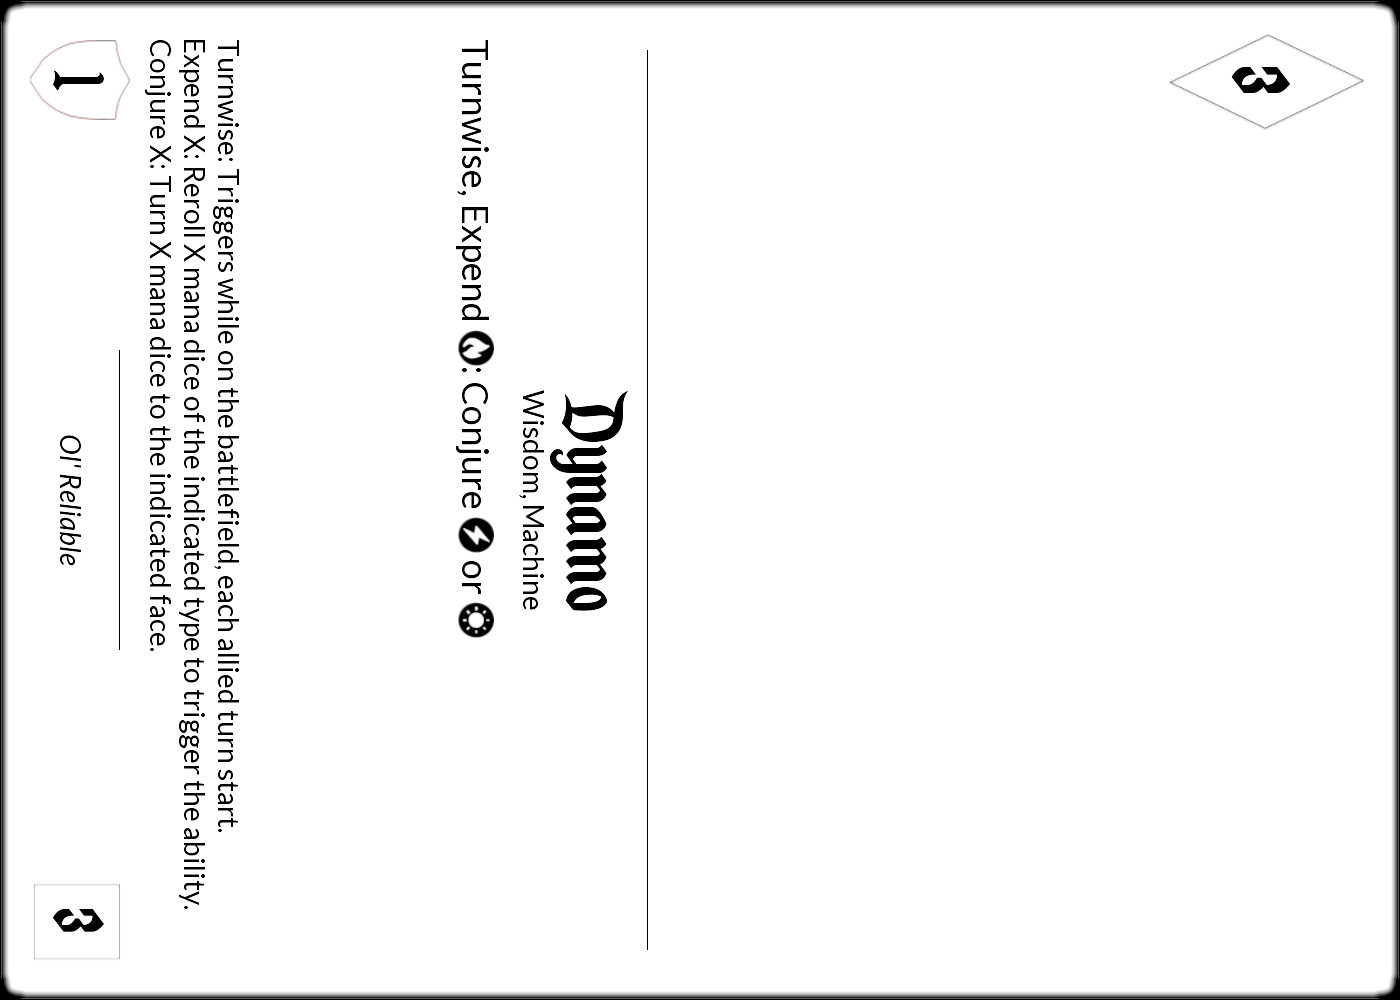 3
Dynamo
Wisdom, Machine
Turnwise, Expend : Conjure or
Turnwise: Triggers while on the battlefield, each allied turn start.
Expend X: Reroll X mana dice of the indicated type to trigger the ability.
Conjure X: Turn X mana dice to the indicated face.
Ol' Reliable
1
3